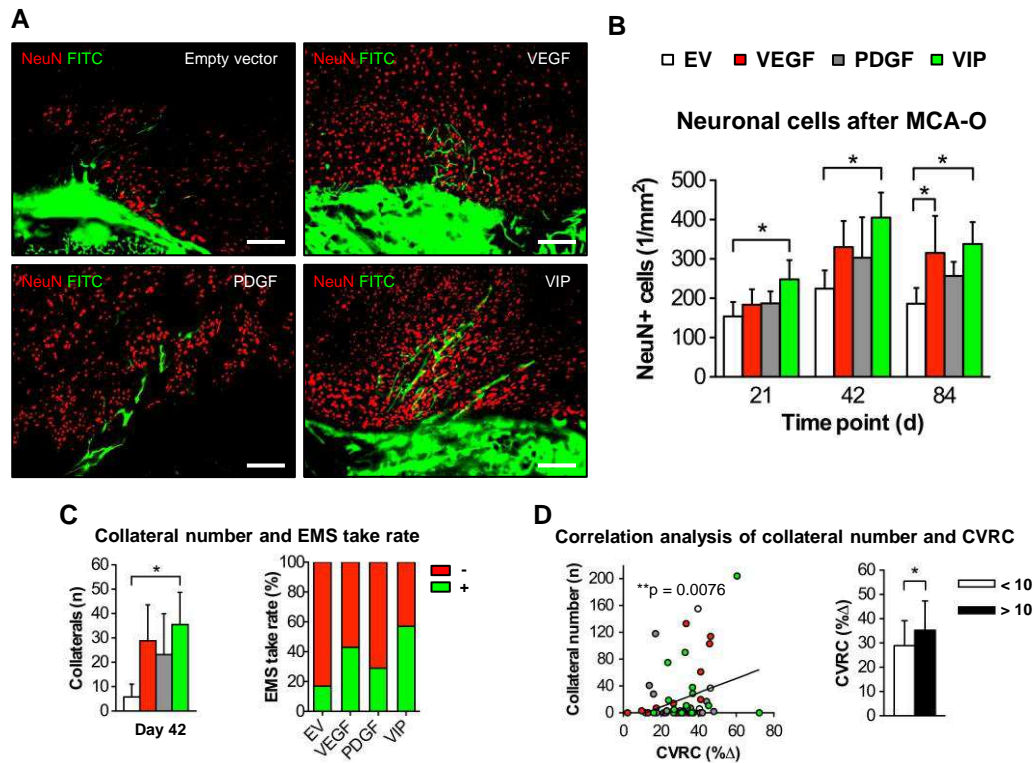 A
NeuN FITC Empty vector
NeuN FITC VEGF
NeuN FITC PDGF
NeuN FITC VIP
B
EV VEGF PDGF VIP
Neuronal cells after MCA-O
NeuN+ cells (1/mm²)
500
400
300
200
100
0
* * * *
21 42 84
Time point (d)
C
Collateral number and EMS take rate
Collaterals (n)
60
50
40
30
20
10
0
*
Day 42
EMS take rate (%)
100
80
60
40
20
0
EV VEGF PDGF VIP
-
+
D
Correlation analysis of collateral number and CVRC
Collateral number (n)
200
160
120
80
40
0
**p = 0.0076
0 20 40 60 80
CVRC (%Δ)
CVRC (%Δ)
60
50
40
30
20
10
0
*
< 10
> 10